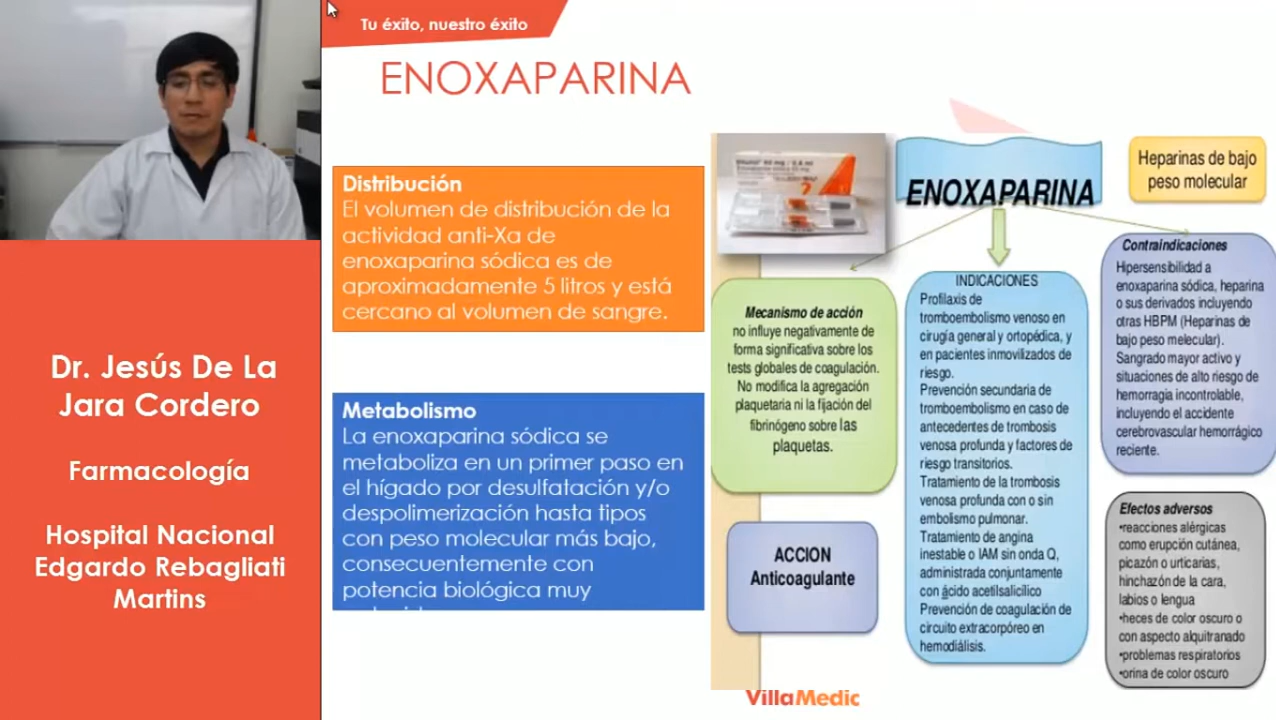 Tu éxito, nuestro éxito
ENOXAPARINA
Dr. Jesús De La
Jara Cordero
Farmacología
Hospital Nacional
Edgardo Rebagliati
Martins
Distribución
El volumen de distribución de la
actividad anti-Xa de
enoxaparina sódica es de
aproximadamente 5 litros y está
cercano al volumen de sangre.
Metabolismo
La enoxaparina sódica se
metaboliza en un primer paso en
el hígado por desulfatación y/o
despolimerización hasta tipos
con peso molecular más bajo,
consecuentemente con
potencia biológica muy
ENOXAPARINA
Heparinas de bajo
peso molecular
Mecanismo de acción
no influye negativamente de
forma significativa sobre los
tests globales de coagulación.
No modifica la agregación
plaquetaria ni la fijación del
fibrinógeno sobre las
plaquetas.
ACCION
Anticoagulante
INDICACIONES
Profilaxis de
tromboembolismo venoso en
cirugía general y ortopédica, y
en pacientes inmovilizados de
riesgo.
Prevención secundaria de
tromboembolismo en caso de
antecedentes de trombosis
venosa profunda y factores de
riesgo transitorios.
Tratamiento de la trombosis
venosa profunda con o sin
embolismo pulmonar.
Tratamiento de angina
inestable o IAM sin onda Q,
administrada conjuntamente
con ácido acetilsalicílico
Prevención de coagulación de
circuito extracorpóreo en
hemodiálisis.
Contraindicaciones
Hipersensibilidad a
enoxaparina sódica, heparina
o sus derivados incluyendo
otras HBPM (Heparinas de
bajo peso melecular).
Sangrado mayor activo y
situaciones de alto riesgo de
hemorragia incontrolable,
incluyendo el accidente
cerebrovascular hemorrágico
reciente.
Efectos adversos
•reacciones alérgicas
como erupción cutánea,
picazón o urticarias,
hinchazón de la cara,
labios o lengua
•heces de color oscuro o
con aspecto alquitranado
•problemas respiratorios
•orina de color oscuro
VillaMedic